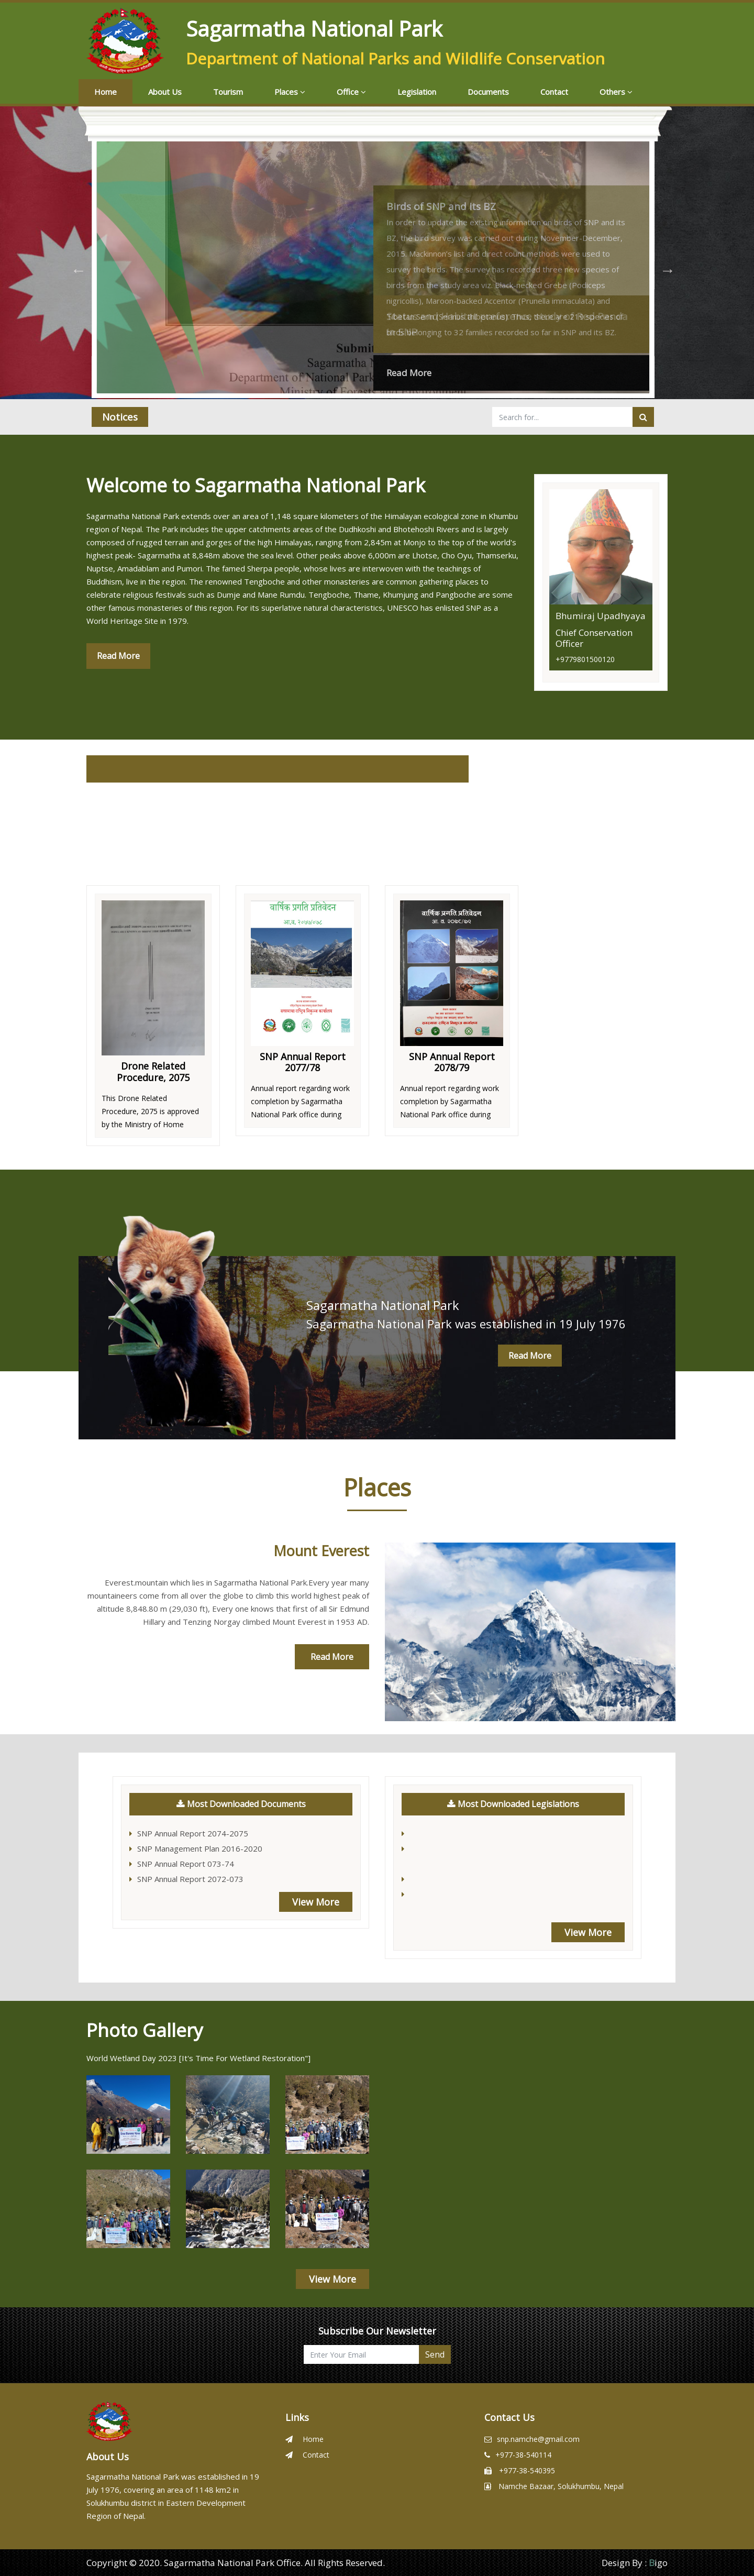 Sagarmatha National Park
Department of National Parks and Wildlife Conservation
Home About Us Tourism Places Office Legislation Documents Contact Others
Birds of SNP and its BZ
In order to update the existing information on birds of SNP and its
BZ, the bird survey was carried out during November-December,
2015. Mackinnon's list and direct count methods were used to
survey the birds. The survey has recorded three new species of
birds from the study area viz. Black-necked Grebe (Podiceps
nigricollis), Maroon-backed Accentor (Prunella immaculata) and
birds belonging to 32 families recorded so far in SNP and its BZ.
Read More
Notices
Search for...
Welcome to Sagarmatha National Park
Sagarmatha National Park extends over an area of 1,148 square kilometers of the Himalayan ecological zone in Khumbu
region of Nepal. The Park includes the upper catchments areas of the Dudhkoshi and Bhotehoshi Rivers and is largely
composed of rugged terrain and gorges of the high Himalayas, ranging from 2,845m at Monjo to the top of the world's
highest peak- Sagarmatha at 8,848m above the sea level. Other peaks above 6,000m are Lhotse, Cho Oyu, Thamserku,
Nuptse, Amadablam and Pumori. The famed Sherpa people, whose lives are interwoven with the teachings of
Buddhism, live in the region. The renowned Tengboche and other monasteries are common gathering places to
celebrate religious festivals such as Dumje and Mane Rumdu. Tengboche, Thame, Khumjung and Pangboche are some
other famous monasteries of this region. For its superlative natural characteristics, UNESCO has enlisted SNP as a
World Heritage Site in 1979.
Read More
Bhumiraj Upadhyaya
Chief Conservation
Officer
+9779801500120
वार्षिक प्रगति प्रतिवेदन
वार्षिक प्रगति प्रतिवेदन
Drone Related
Procedure, 2075
This Drone Related
Procedure, 2075 is approved
by the Ministry of Home
SNP Annual Report
2077/78
Annual report regarding work
completion by Sagarmatha
National Park office during
SNP Annual Report
2078/79
Annual report regarding work
completion by Sagarmatha
National Park office during
Sagarmatha National Park
Sagarmatha National Park was established in 19 July 1976
Read More
Places
Mount Everest
Everest.mountain which lies in Sagarmatha National Park.Every year many
mountaineers come from all over the globe to climb this world highest peak of
altitude 8,848.80 m (29,030 ft), Every one knows that first of all Sir Edmund
Hillary and Tenzing Norgay climbed Mount Everest in 1953 AD.
Read More
Most Downloaded Documents
SNP Annual Report 2074-2075
SNP Management Plan 2016-2020
SNP Annual Report 073-74
SNP Annual Report 2072-073
View More
Most Downloaded Legislations
View More
Photo Gallery
World Wetland Day 2023 [It's Time For Wetland Restoration"]
View More
Subscribe Our Newsletter
Enter Your Email
Send
About Us
Sagarmatha National Park was established in 19
July 1976, covering an area of 1148 km2 in
Solukhumbu district in Eastern Development
Region of Nepal.
Links
Home
Contact
Contact Us
snp.namche@gmail.com
+977-38-540114
+977-38-540395
Namche Bazaar, Solukhumbu, Nepal
Copyright © 2020. Sagarmatha National Park Office. All Rights Reserved.
Design By : Bigo